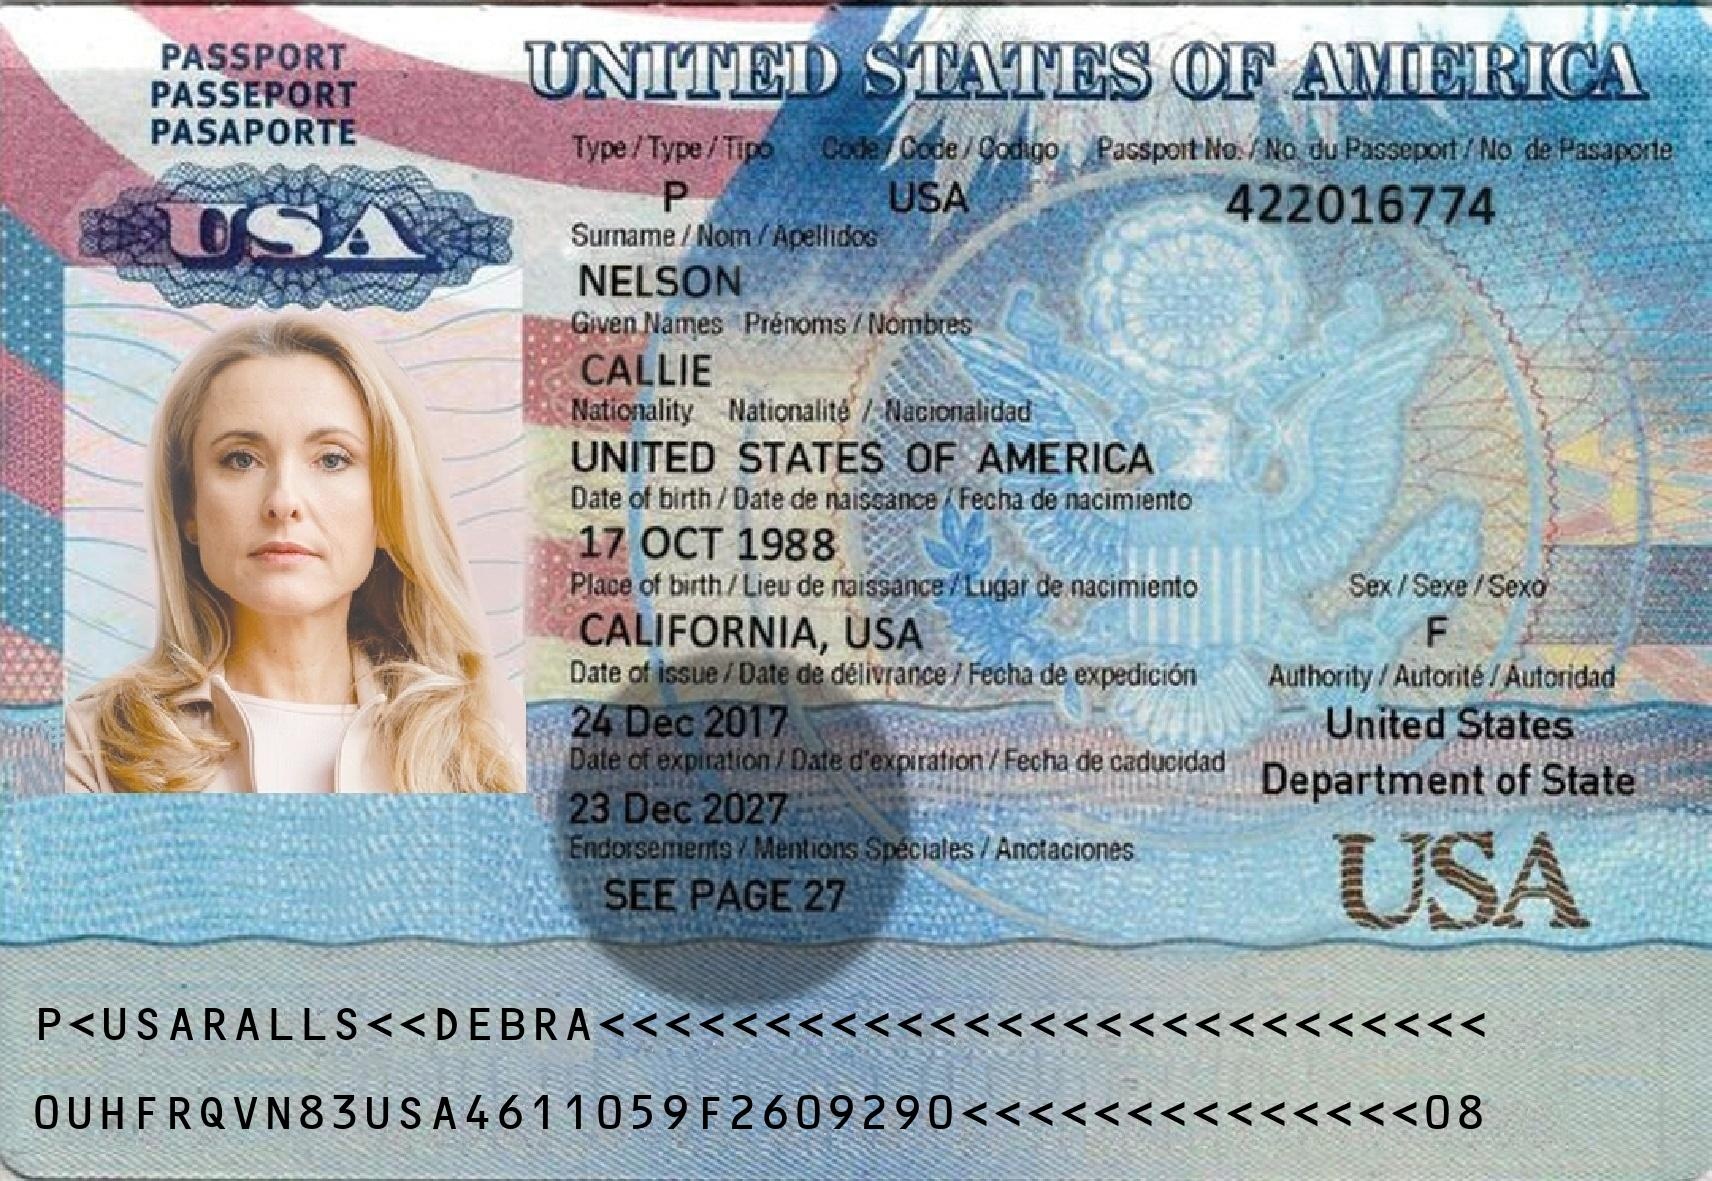 PASSPORT
PASSEPORT
PASAPORTE
USA
UNITED STATES OF AMERICA
Type / Type / Tipo Code / Code / Codigo Passport No. / No. du Passeport / No de Pasaporte
P USA 422016774
Surname / Nom / Apellidos
NELSON
Given Names Prénoms / Nombres
CALLIE
Nationality Nationalité / Nacionalidad
UNITED STATES OF AMERICA
Date of birth / Date de naissance / Fecha de nacimiento
17 OCT 1988
Place of birth / Lieu de naissance / Lugar de nacimiento Sex / Sexe / Sexo
CALIFORNIA, USA F
Date of issue / Date de délivrance / Fecha de expedición Authority / Autorité / Autoridad
24 Dec 2017 United States
Date of expiration / Date d'expiration / Fecha de caducidad Department of State
23 Dec 2027
Endorsements / Mentions Spéciales / Anotaciones
SEE PAGE 27
USA
P<USARALLS<<DEBRA<<<<<<<<<<<<<<<<<<<<<<<<<<<
0UHFRQVN83USA4611059F2609290<<<<<<<<<<<<<<08